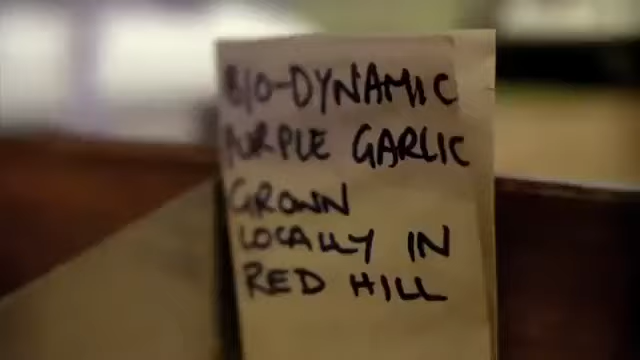 BIO-DYNAMIC
PURPLE GARLIC
GROWN
LOCALLY IN
RED HILL